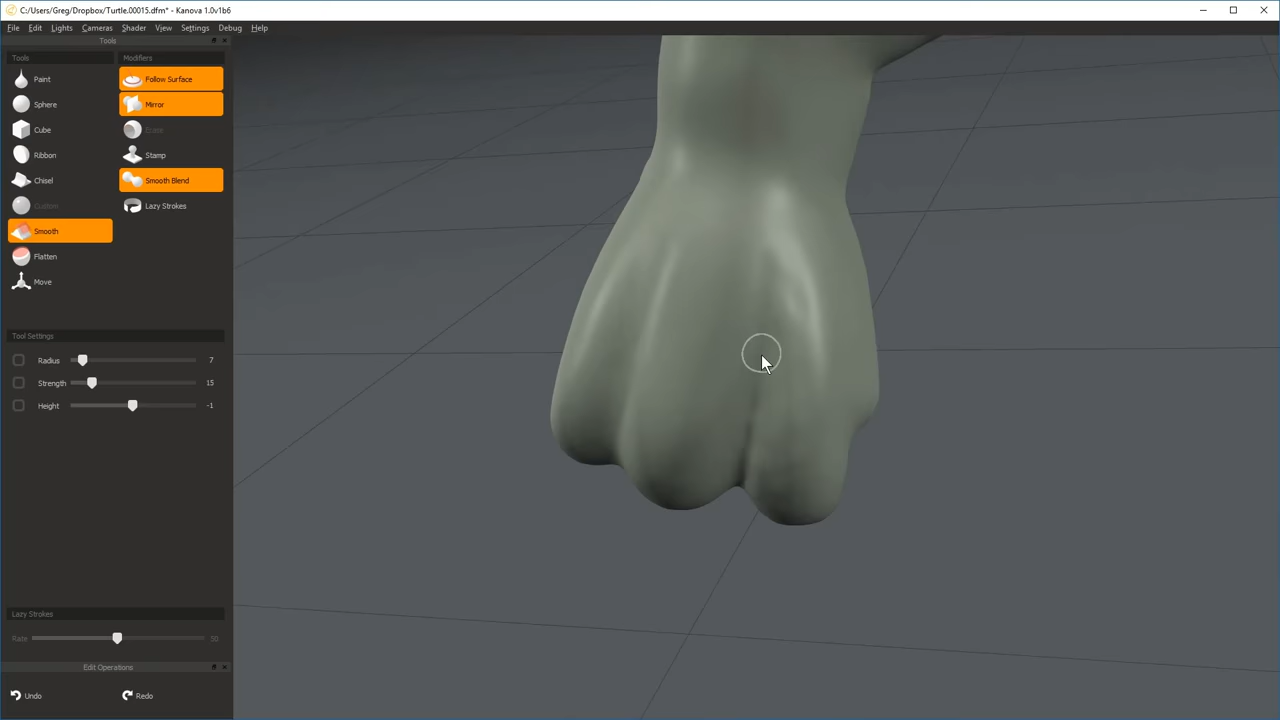 C:/Users/Greg/Dropbox/Turtle.00015.dfm* - Kanova 1.0v1b6
File Edit Lights Cameras Shader View Settings Debug Help
Tools
Tools Modifiers
Paint Follow Surface
Sphere Mirror
Cube Erase
Ribbon Stamp
Chisel Smooth Blend
Custom Lazy Strokes
Smooth
Flatten
Move
Tool Settings
Radius 7
Strength 15
Height -1
Lazy Strokes
Rate 50
Edit Operations
Undo Redo